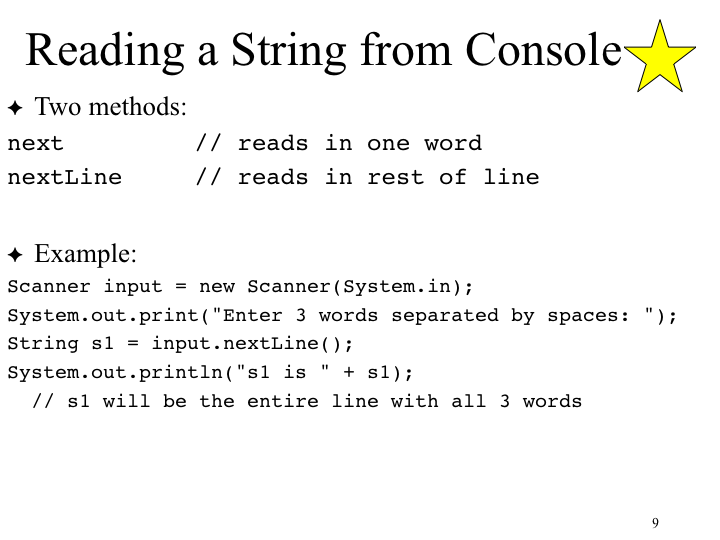 Reading a String from Console
✦ Two methods:
next // reads in one word
nextLine // reads in rest of line
✦ Example:
Scanner input = new Scanner(System.in);
System.out.print("Enter 3 words separated by spaces: ");
String s1 = input.nextLine();
System.out.println("s1 is " + s1);
// s1 will be the entire line with all 3 words
9